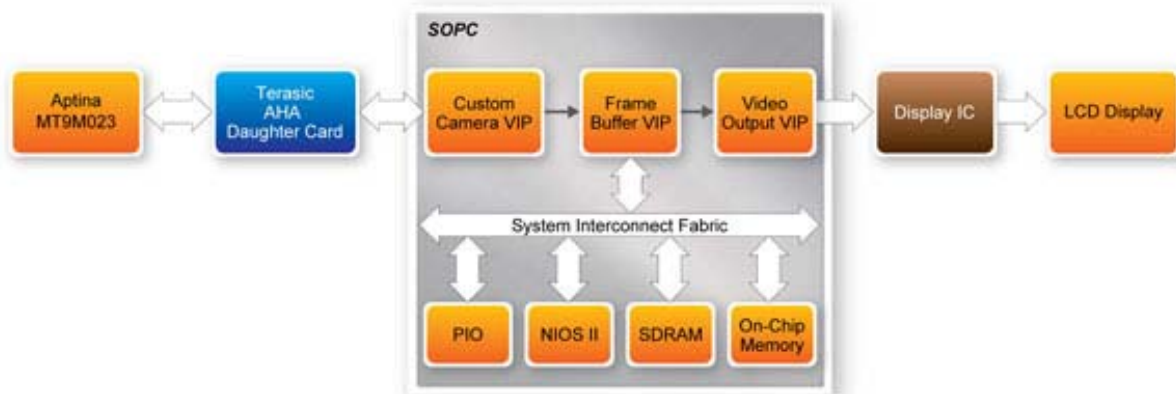 SOPC
Aptina
MT9M023
Terasic
AHA
Daughter Card
Custom
Camera VIP
Frame
Buffer VIP
Video
Output VIP
Display IC
LCD Display
System Interconnect Fabric
PIO
NIOS II
SDRAM
On-Chip
Memory